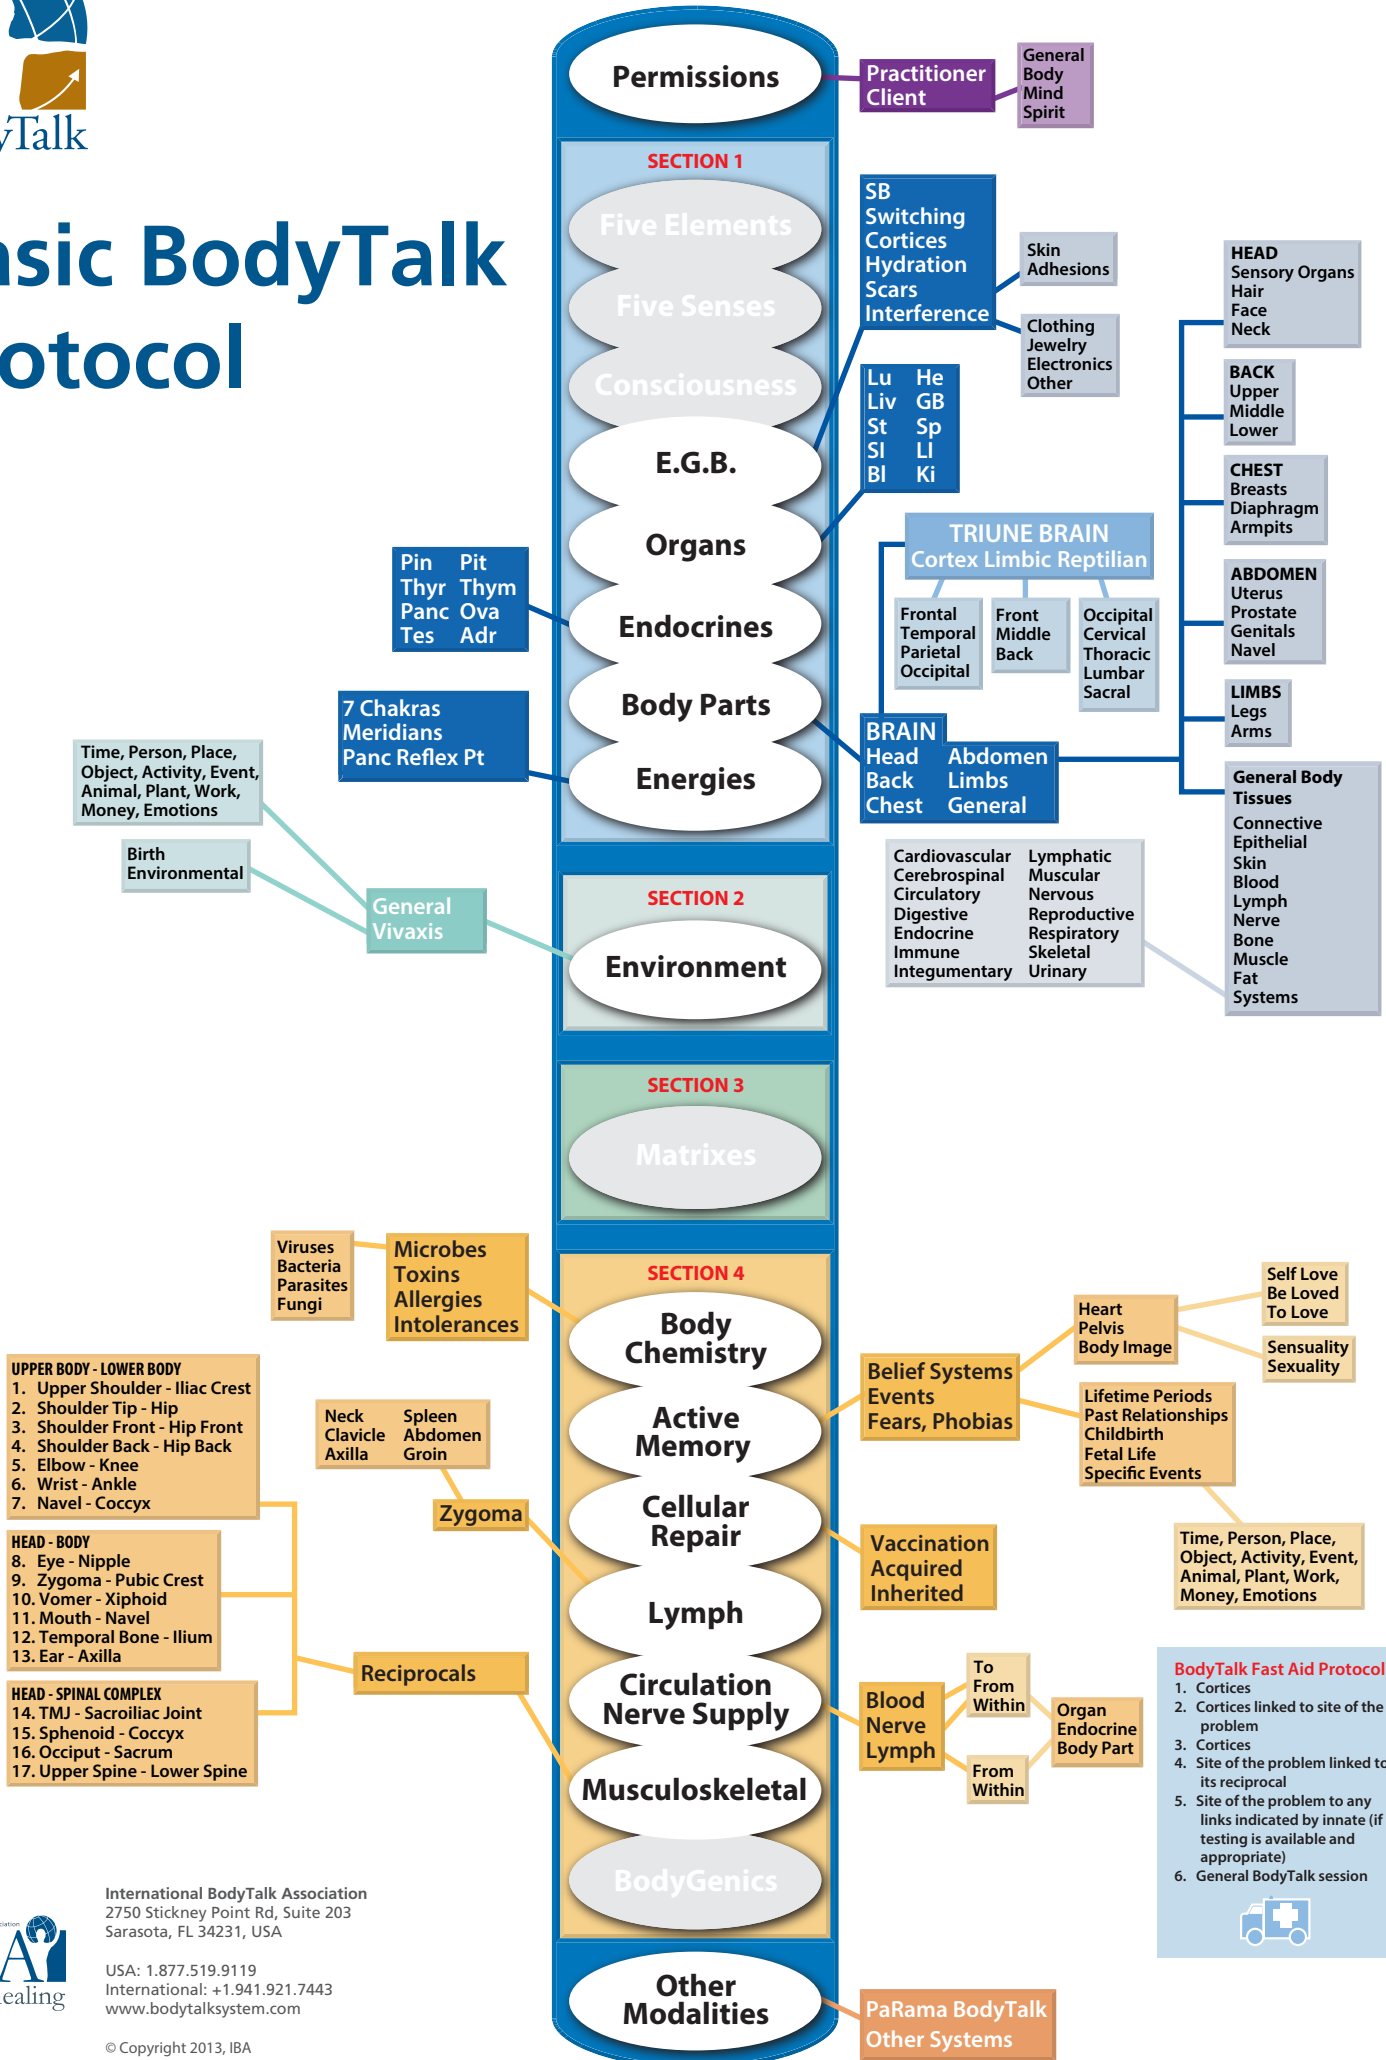 yTalk
asic BodyTalk
otocol
Permissions
Practitioner
Client
General
Body
Mind
Spirit
SECTION 1
Five Elements
Five Senses
Consciousness
E.G.B.
Organs
Endocrines
Body Parts
Energies
SB
Switching
Cortices
Hydration
Scars
Interference
Skin
Adhesions
Clothing
Jewelry
Electronics
Other
Lu He
Liv GB
St Sp
SI LI
Bl Ki
Pin Pit
Thyr Thym
Panc Ova
Tes Adr
7 Chakras
Meridians
Panc Reflex Pt
TRIUNE BRAIN
Cortex Limbic Reptilian
Frontal
Temporal
Parietal
Occipital
Front
Middle
Back
Occipital
Cervical
Thoracic
Lumbar
Sacral
BRAIN
Head Abdomen
Back Limbs
Chest General
HEAD
Sensory Organs
Hair
Face
Neck
BACK
Upper
Middle
Lower
CHEST
Breasts
Diaphragm
Armpits
ABDOMEN
Uterus
Prostate
Genitals
Navel
LIMBS
Legs
Arms
General Body
Tissues
Connective
Epithelial
Skin
Blood
Lymph
Nerve
Bone
Muscle
Fat
Systems
Cardiovascular Lymphatic
Cerebrospinal Muscular
Circulatory Nervous
Digestive Reproductive
Endocrine Respiratory
Immune Skeletal
Integumentary Urinary
Time, Person, Place,
Object, Activity, Event,
Animal, Plant, Work,
Money, Emotions
Birth
Environmental
General
Vivaxis
SECTION 2
Environment
SECTION 3
Matrixes
SECTION 4
Body
Chemistry
Active
Memory
Cellular
Repair
Lymph
Circulation
Nerve Supply
Musculoskeletal
BodyGenics
Viruses
Bacteria
Parasites
Fungi
Microbes
Toxins
Allergies
Intolerances
Belief Systems
Events
Fears, Phobias
Heart
Pelvis
Body Image
Self Love
Be Loved
To Love
Sensuality
Sexuality
Lifetime Periods
Past Relationships
Childbirth
Fetal Life
Specific Events
Time, Person, Place,
Object, Activity, Event,
Animal, Plant, Work,
Money, Emotions
UPPER BODY - LOWER BODY
1. Upper Shoulder - Iliac Crest
2. Shoulder Tip - Hip
3. Shoulder Front - Hip Front
4. Shoulder Back - Hip Back
5. Elbow - Knee
6. Wrist - Ankle
7. Navel - Coccyx
HEAD - BODY
8. Eye - Nipple
9. Zygoma - Pubic Crest
10. Vomer - Xiphoid
11. Mouth - Navel
12. Temporal Bone - Ilium
13. Ear - Axilla
HEAD - SPINAL COMPLEX
14. TMJ - Sacroiliac Joint
15. Sphenoid - Coccyx
16. Occiput - Sacrum
17. Upper Spine - Lower Spine
Neck Spleen
Clavicle Abdomen
Axilla Groin
Zygoma
Reciprocals
Vaccination
Acquired
Inherited
Blood
Nerve
Lymph
To
From
Within
From
Within
Organ
Endocrine
Body Part
BodyTalk Fast Aid Protocol
1. Cortices
2. Cortices linked to site of the
problem
3. Cortices
4. Site of the problem linked to
its reciprocal
5. Site of the problem to any
links indicated by innate (if
testing is available and
appropriate)
6. General BodyTalk session
Other
Modalities
PaRama BodyTalk
Other Systems
ciation
A
ealing
International BodyTalk Association
2750 Stickney Point Rd, Suite 203
Sarasota, FL 34231, USA
USA: 1.877.519.9119
International: +1.941.921.7443
www.bodytalksystem.com
© Copyright 2013, IBA